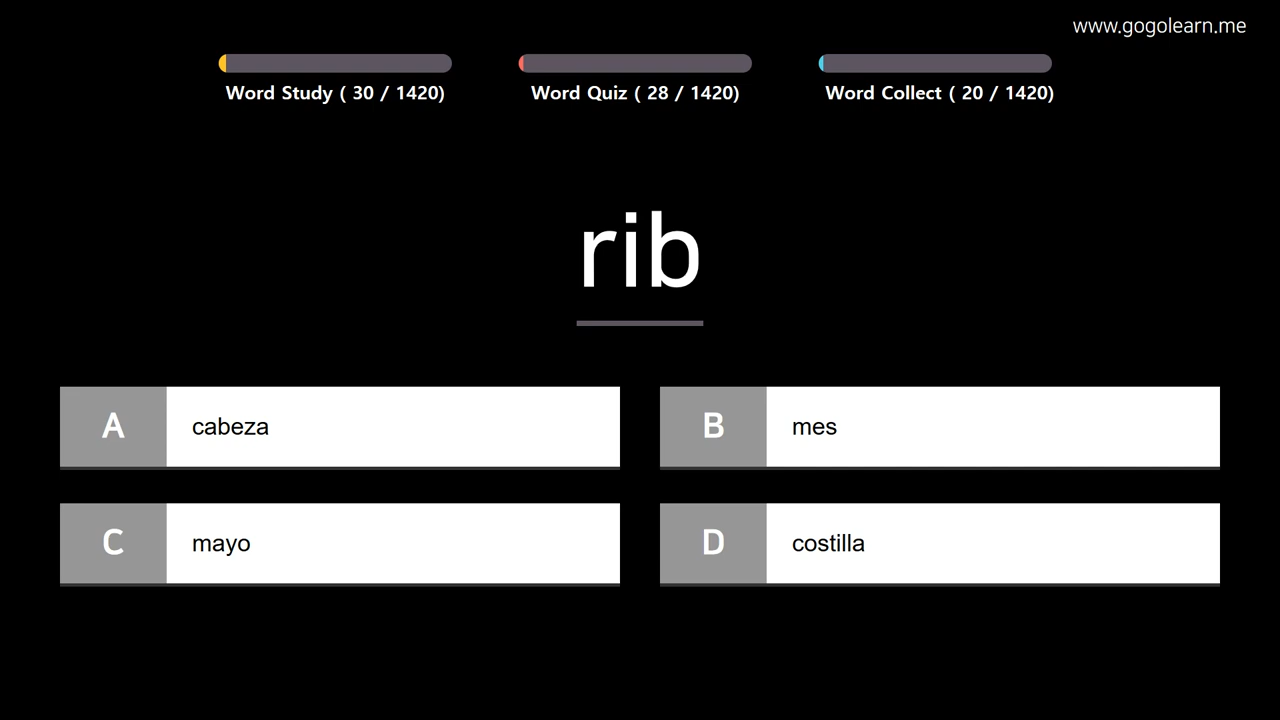 www.gogolearn.me
Word Study ( 30 / 1420)
Word Quiz ( 28 / 1420)
Word Collect ( 20 / 1420)
rib
A cabeza
B mes
C mayo
D costilla